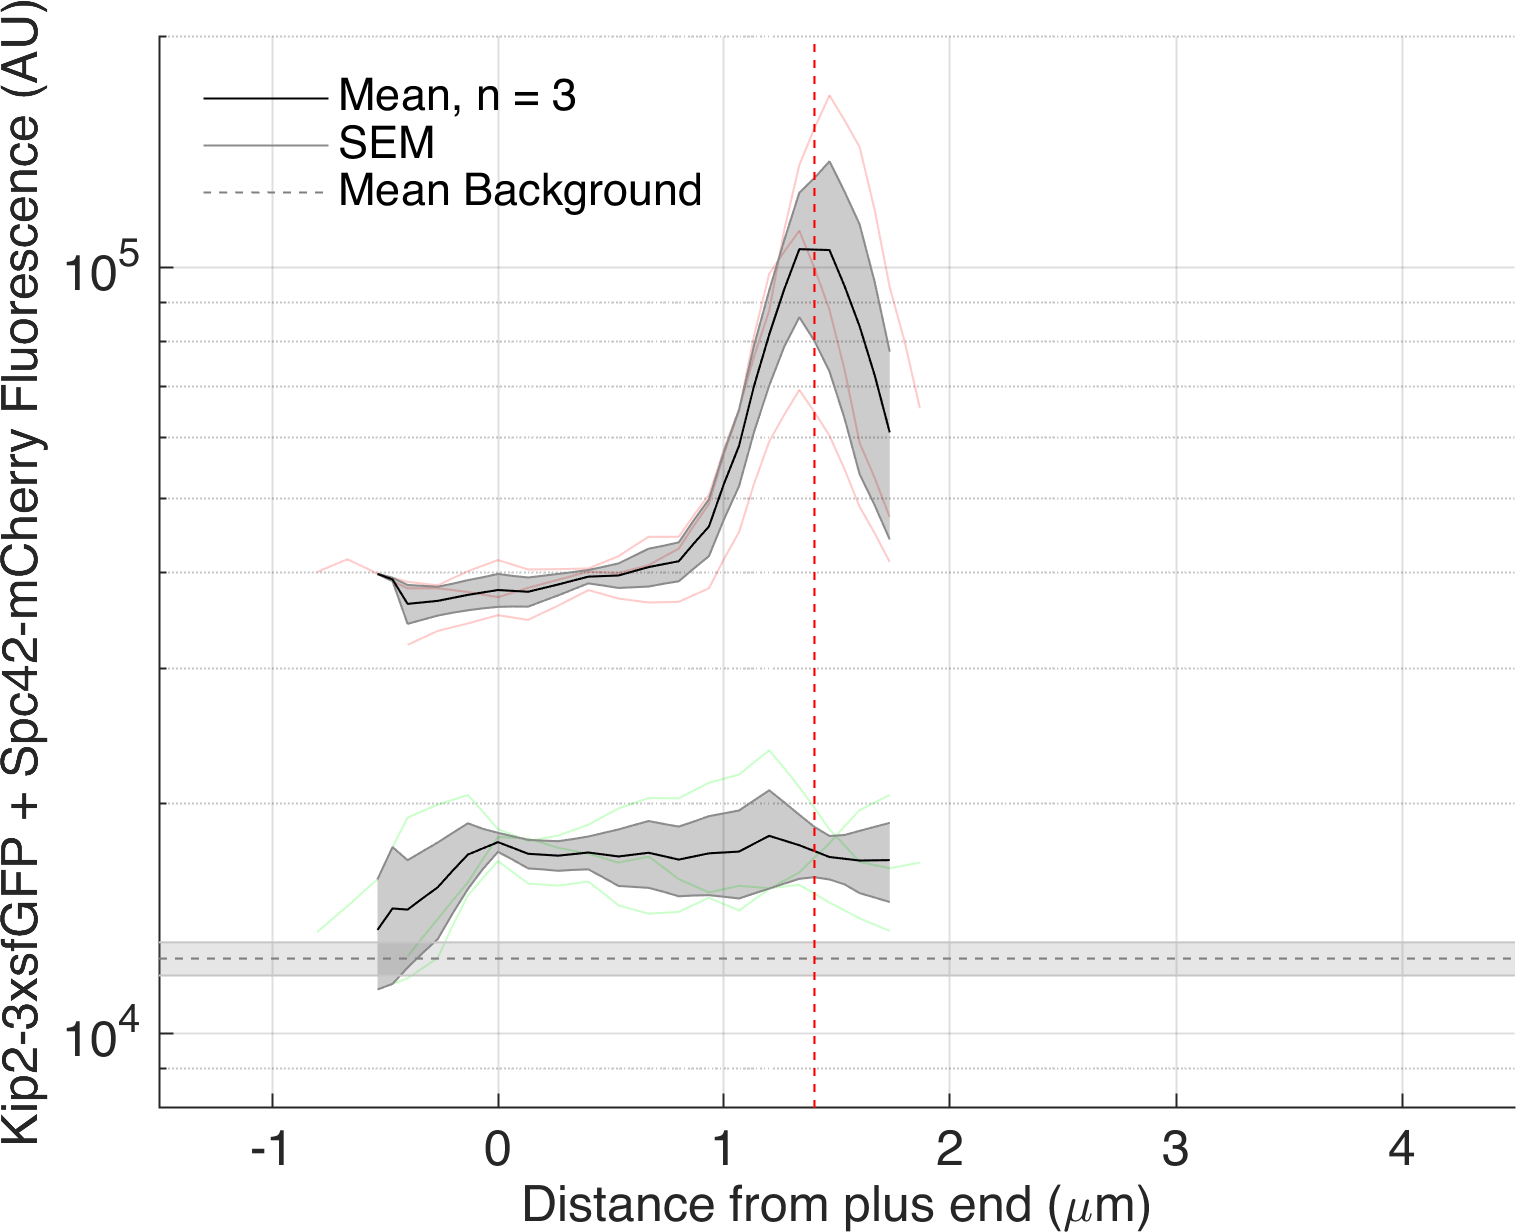 Kip2-3xsfGFP + Spc42-mCherry Fluorescence (AU)
Mean, n = 3
SEM
Mean Background
10^5
10^4
-1 0 1 2 3 4
Distance from plus end (μm)